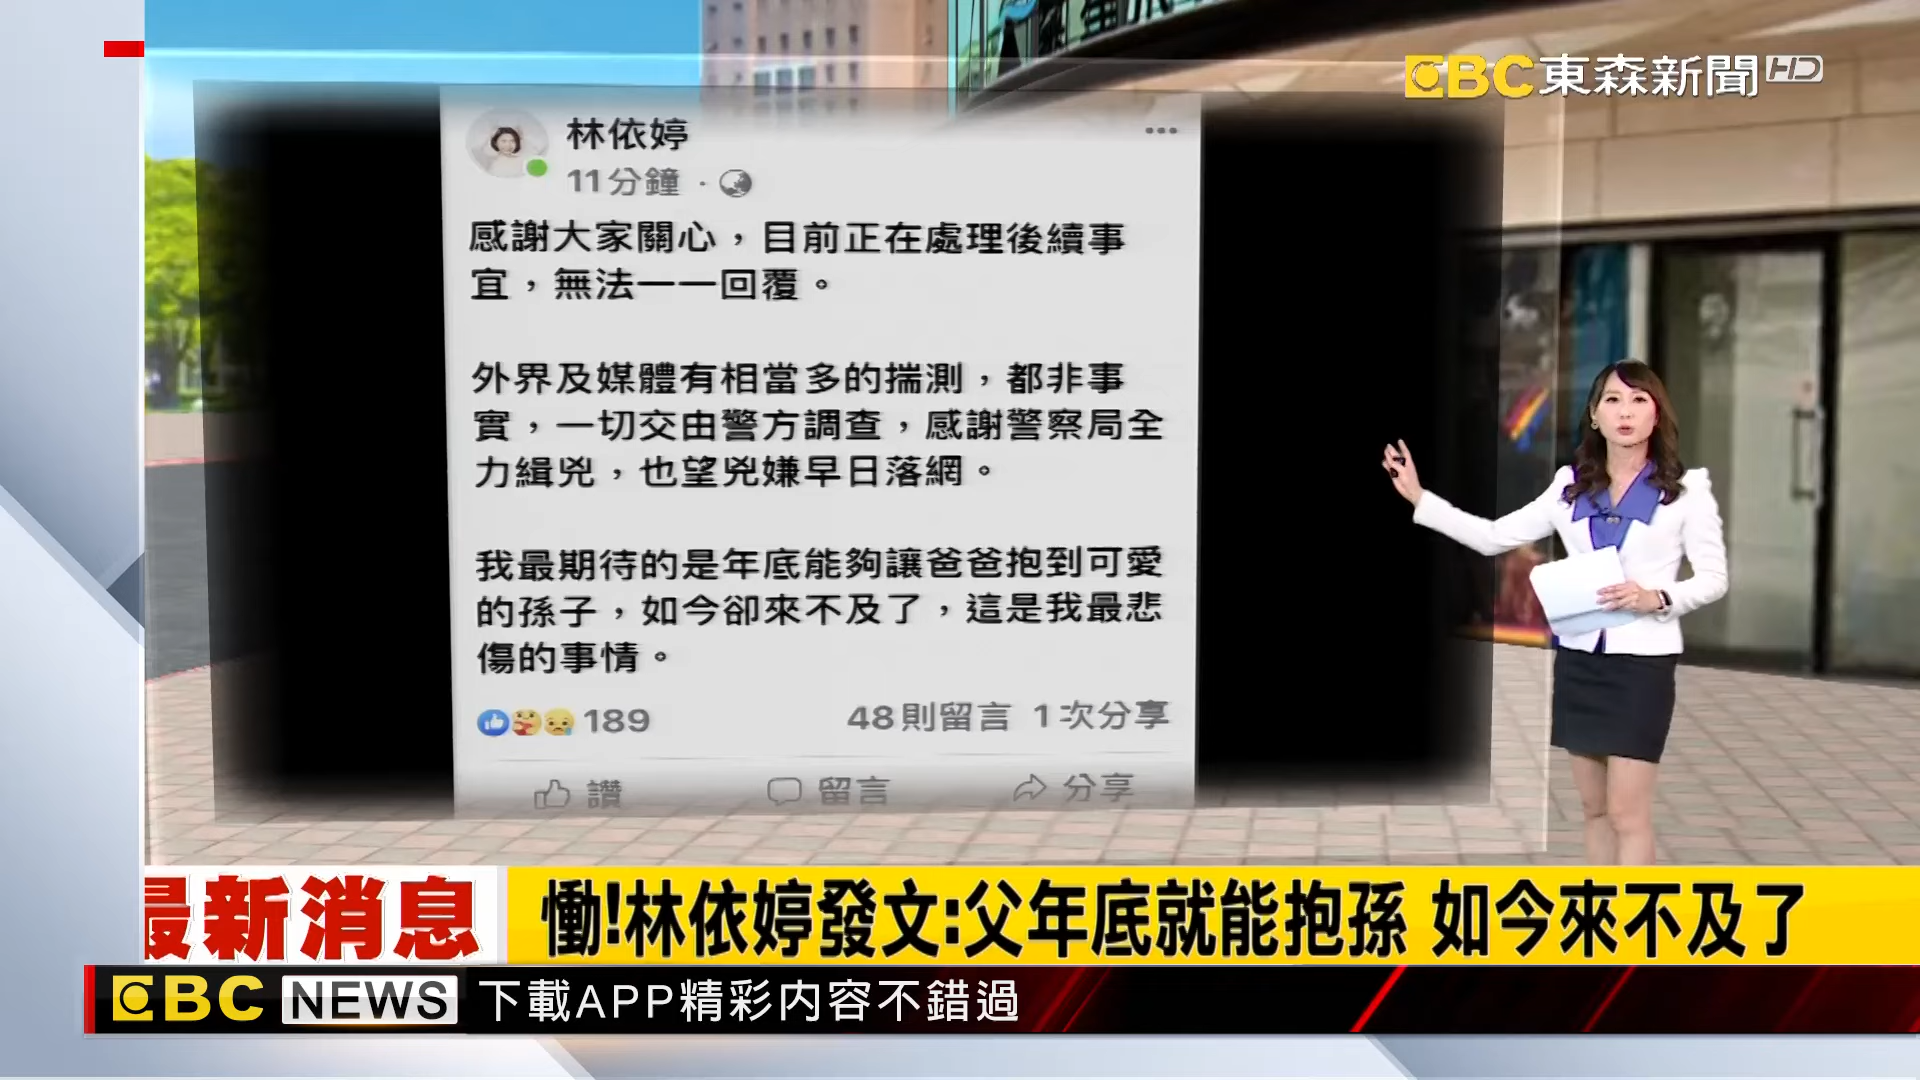 EBC東森新聞HD
林依婷
11分鐘 ·
感謝大家關心，目前正在處理後續事
宜，無法一一回覆。
外界及媒體有相當多的揣測，都非事
實，一切交由警方調查，感謝警察局全
力緝兇，也望兇嫌早日落網。
我最期待的是年底能夠讓爸爸抱到可愛
的孫子，如今卻來不及了，這是我最悲
傷的事情。
189
48則留言 1次分享
讚 留言 分享
最新消息
慟!林依婷發文:父年底就能抱孫 如今來不及了
EBC NEWS 下載APP精彩內容不錯過